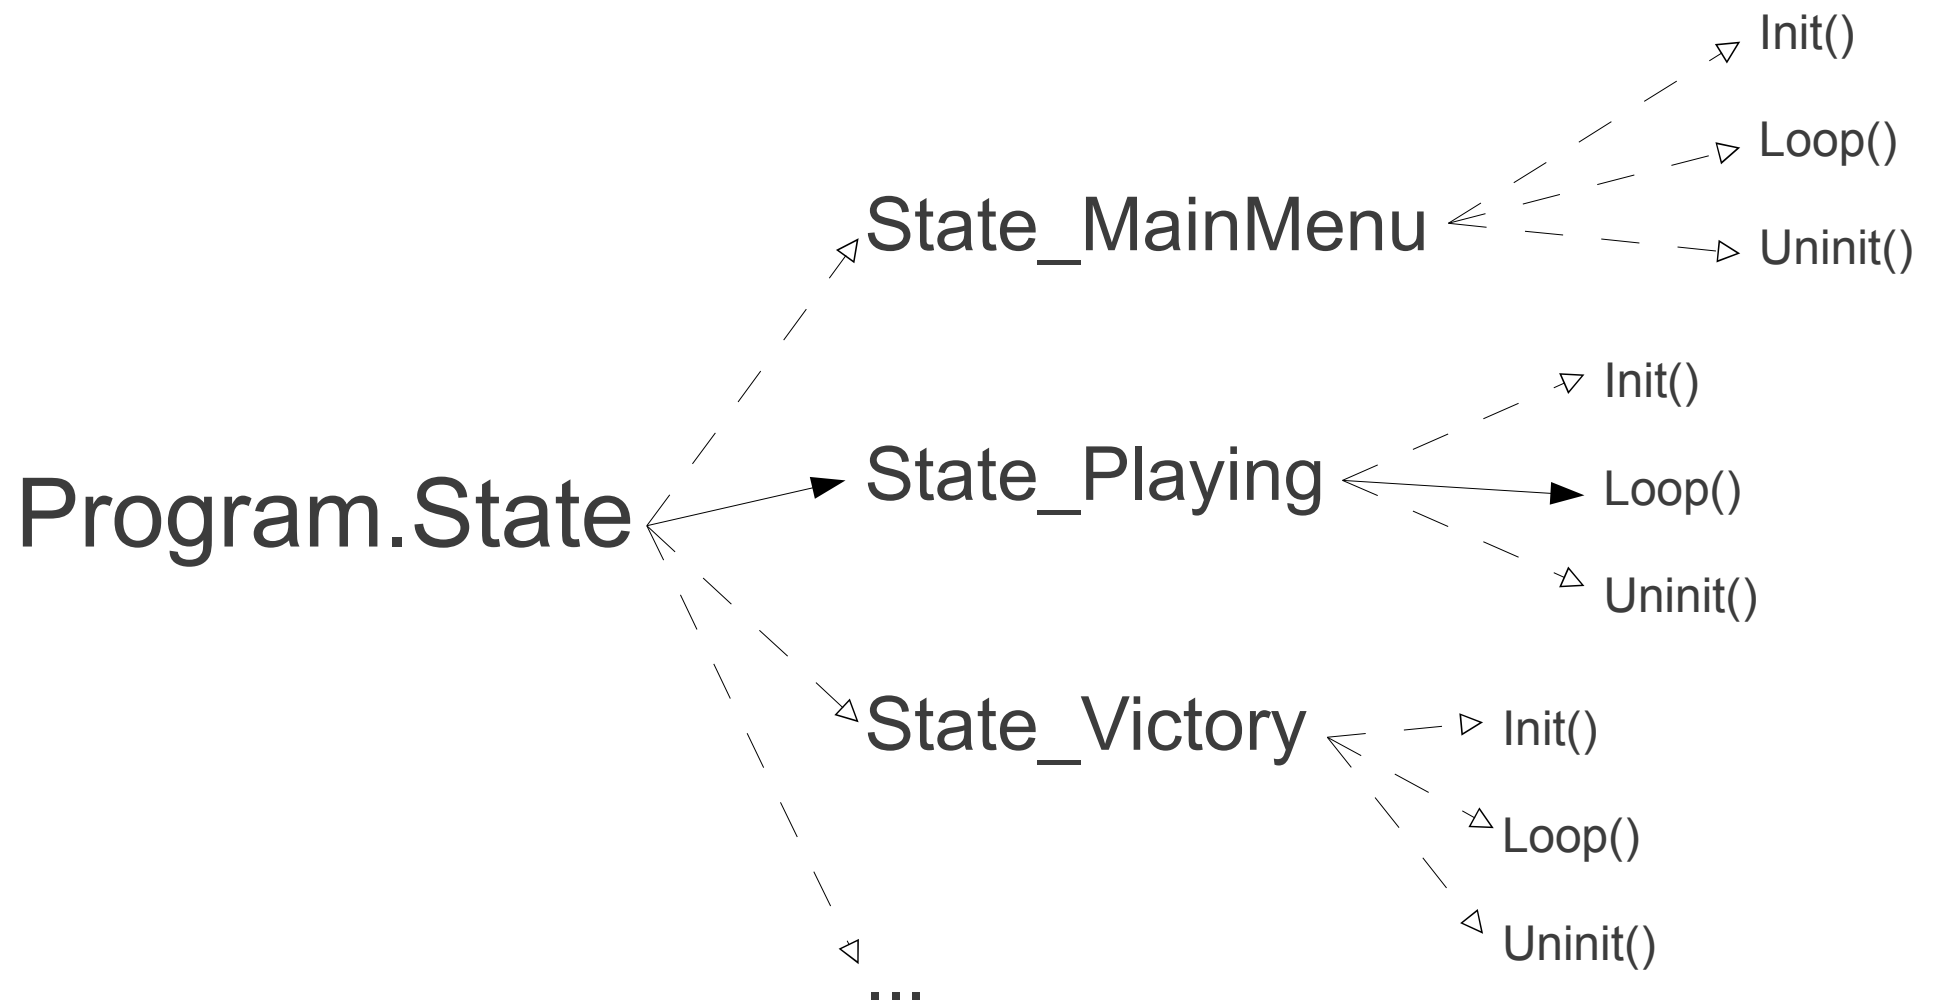 Program.State
State_MainMenu
Init()
Loop()
Uninit()
State_Playing
Init()
Loop()
Uninit()
State_Victory
Init()
Loop()
Uninit()
...